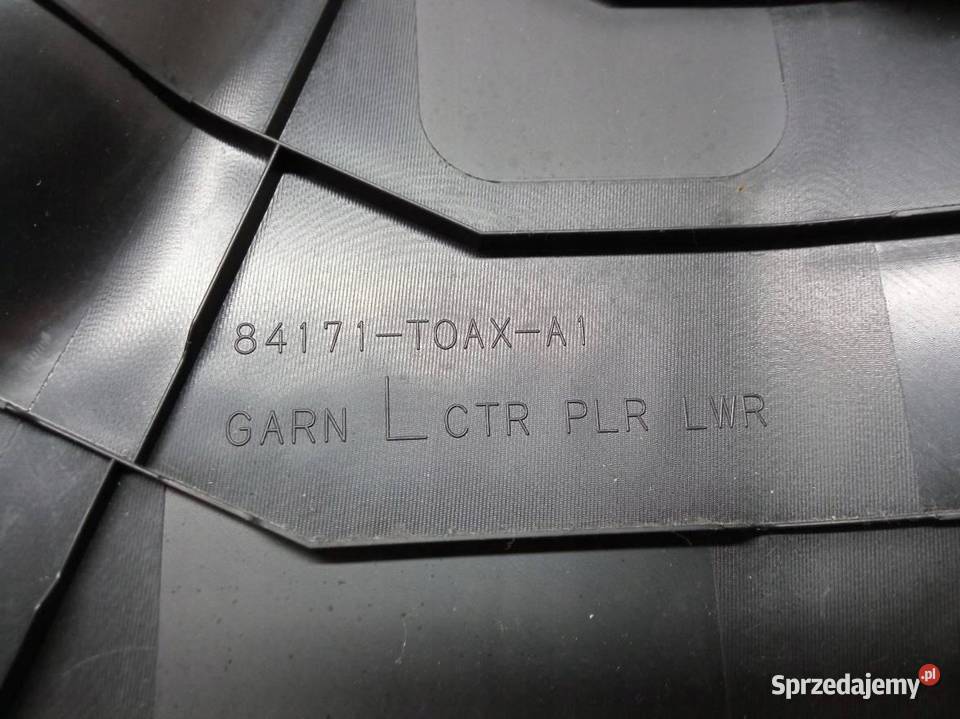 84171-TOAX-A1
GARN L CTR PLR LWR
Sprzedajemy.pl